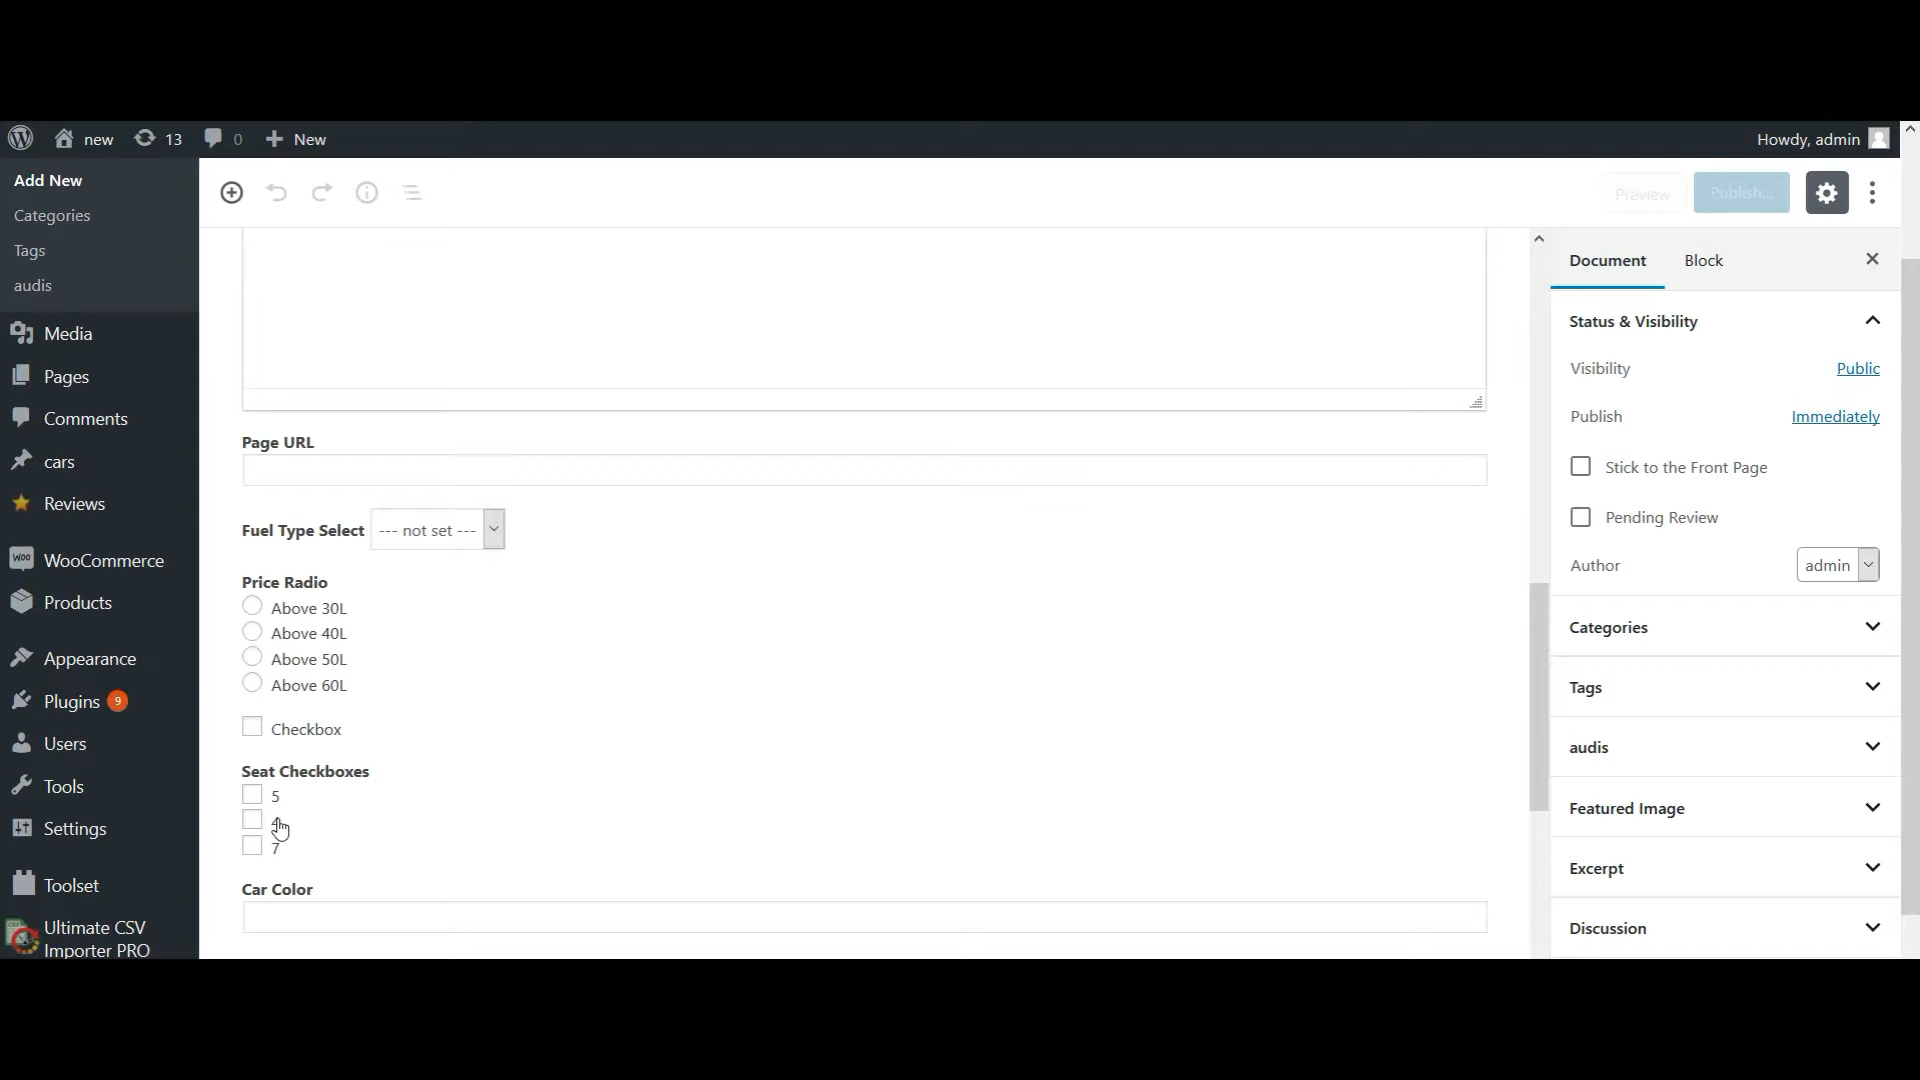 new 13 0 New Howdy, admin
Add New
Categories
Tags
audis
Media
Pages
Comments
cars
Reviews
WOO WooCommerce
Products
Appearance
Plugins 9
Users
Tools
Settings
Toolset
Ultimate CSV
Importer PRO
Preview Publish...
Page URL
Fuel Type Select --- not set ---
Price Radio
Above 30L
Above 40L
Above 50L
Above 60L
Checkbox
Seat Checkboxes
5
7
Car Color
Document Block
Status & Visibility
Visibility Public
Publish Immediately
Stick to the Front Page
Pending Review
Author admin
Categories
Tags
audis
Featured Image
Excerpt
Discussion